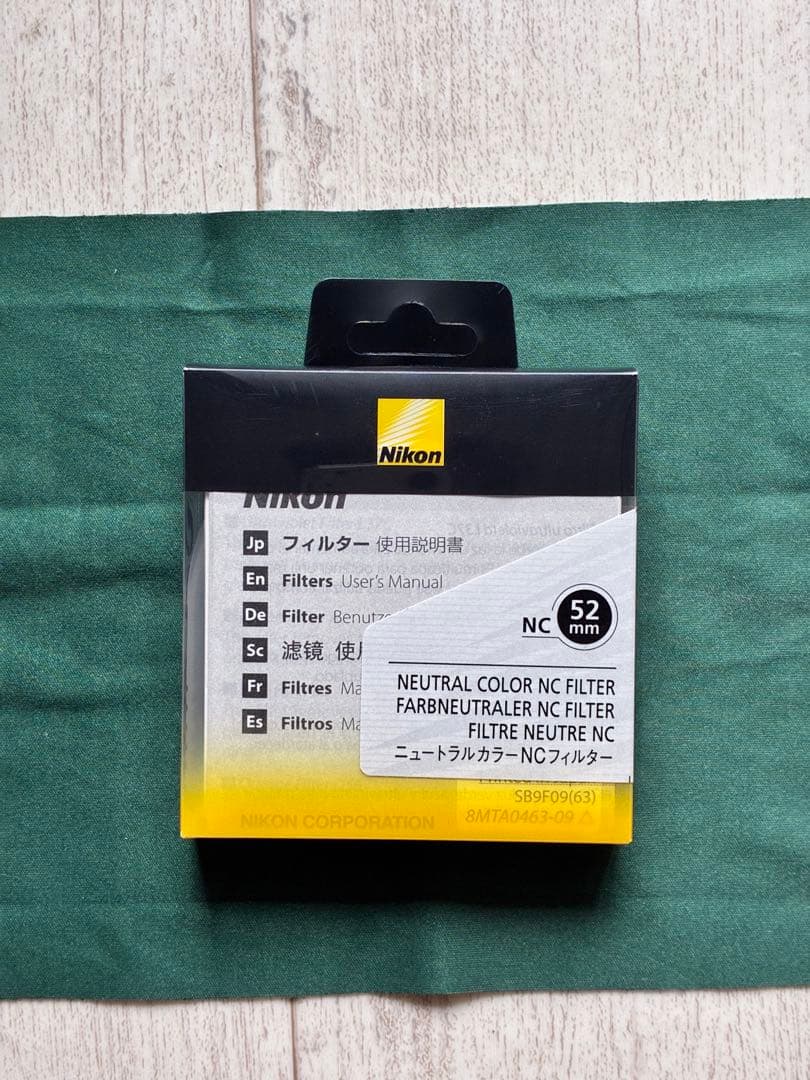 Nikon
Nikon
Jp フィルター 使用説明書
En Filters User's Manual
De Filter
Sc 滤镜
Fr Filtres
Es Filtros
NC 52 mm
NEUTRAL COLOR NC FILTER
FARBNEUTRALER NC FILTER
FILTRE NEUTRE NC
ニュートラルカラーNCフィルター
SB9F09(63)
NIKON CORPORATION
8MTA0463-09